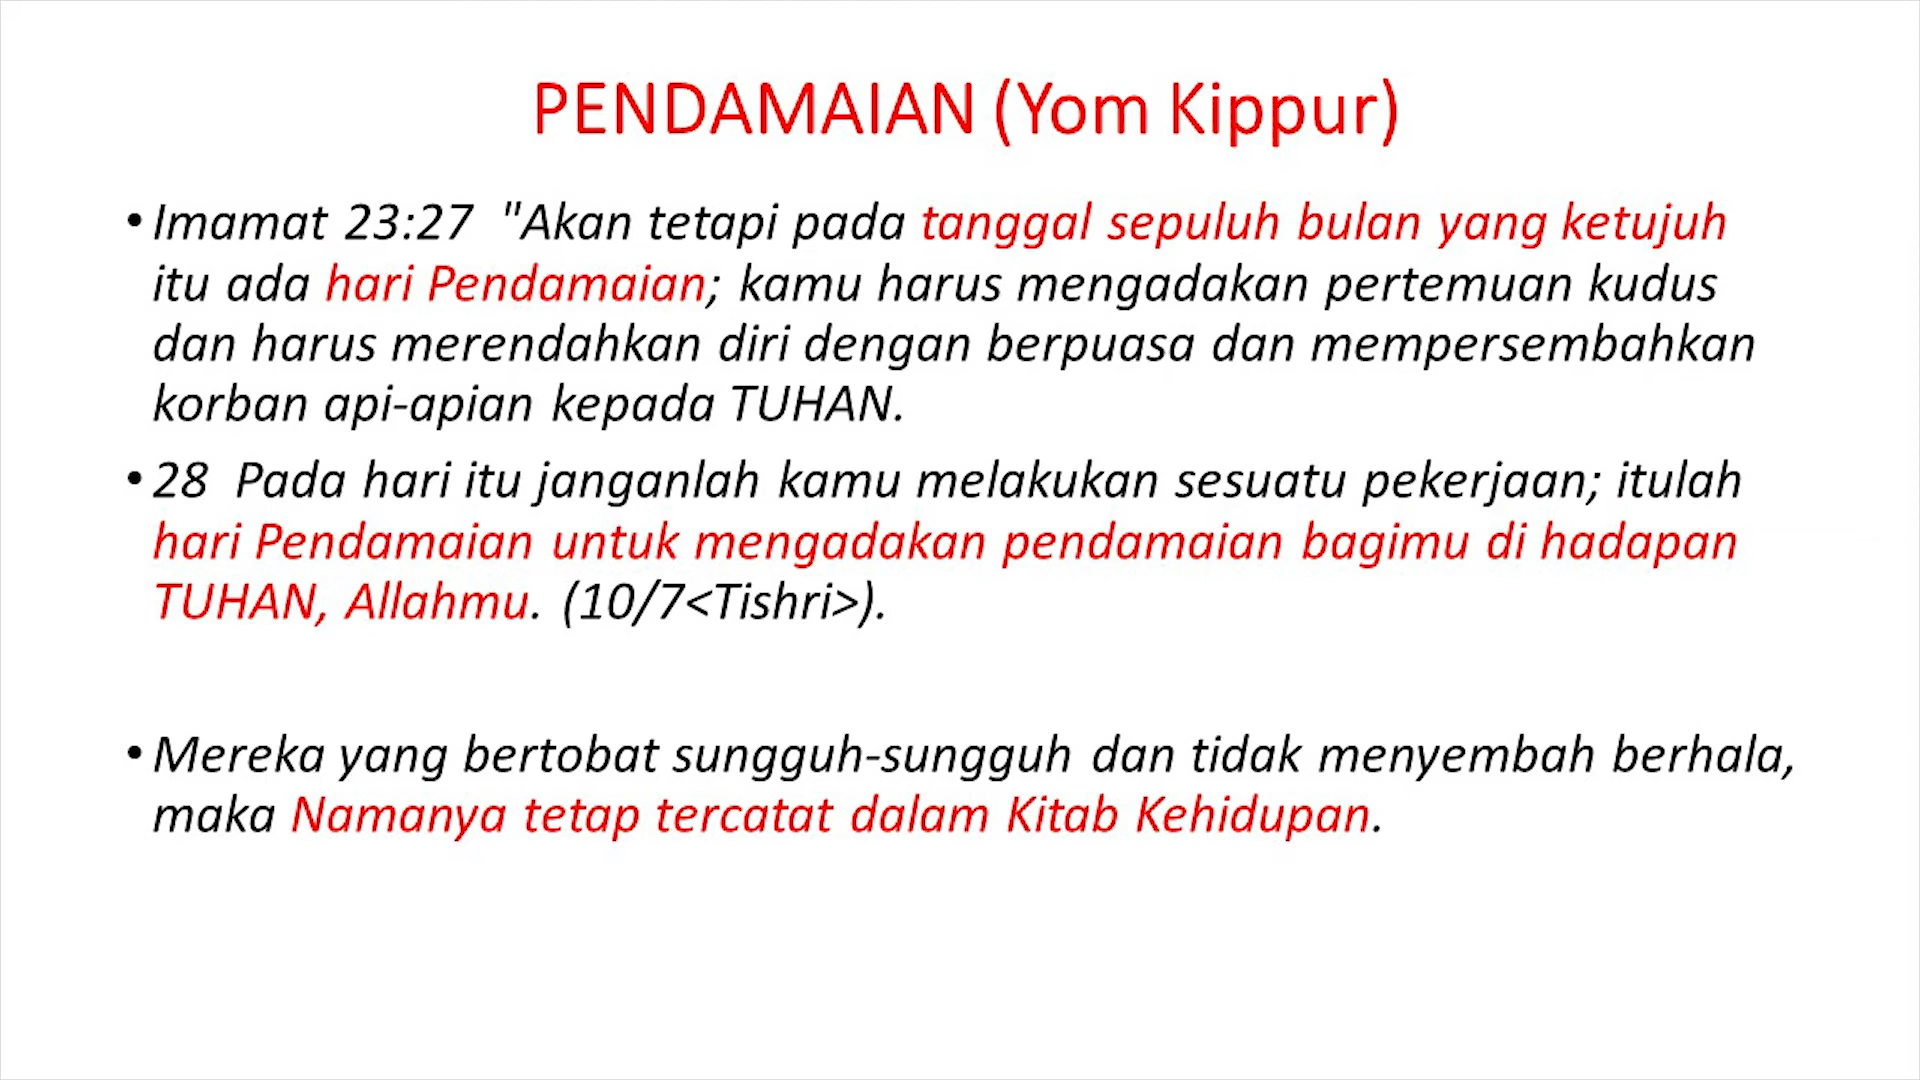 PENDAMAIAN (Yom Kippur)
• Imamat 23:27  "Akan tetapi pada tanggal sepuluh bulan yang ketujuh
itu ada hari Pendamaian; kamu harus mengadakan pertemuan kudus
dan harus merendahkan diri dengan berpuasa dan mempersembahkan
korban api-apian kepada TUHAN.
• 28  Pada hari itu janganlah kamu melakukan sesuatu pekerjaan; itulah
hari Pendamaian untuk mengadakan pendamaian bagimu di hadapan
TUHAN, Allahmu. (10/7<Tishri>).
• Mereka yang bertobat sungguh-sungguh dan tidak menyembah berhala,
maka Namanya tetap tercatat dalam Kitab Kehidupan.